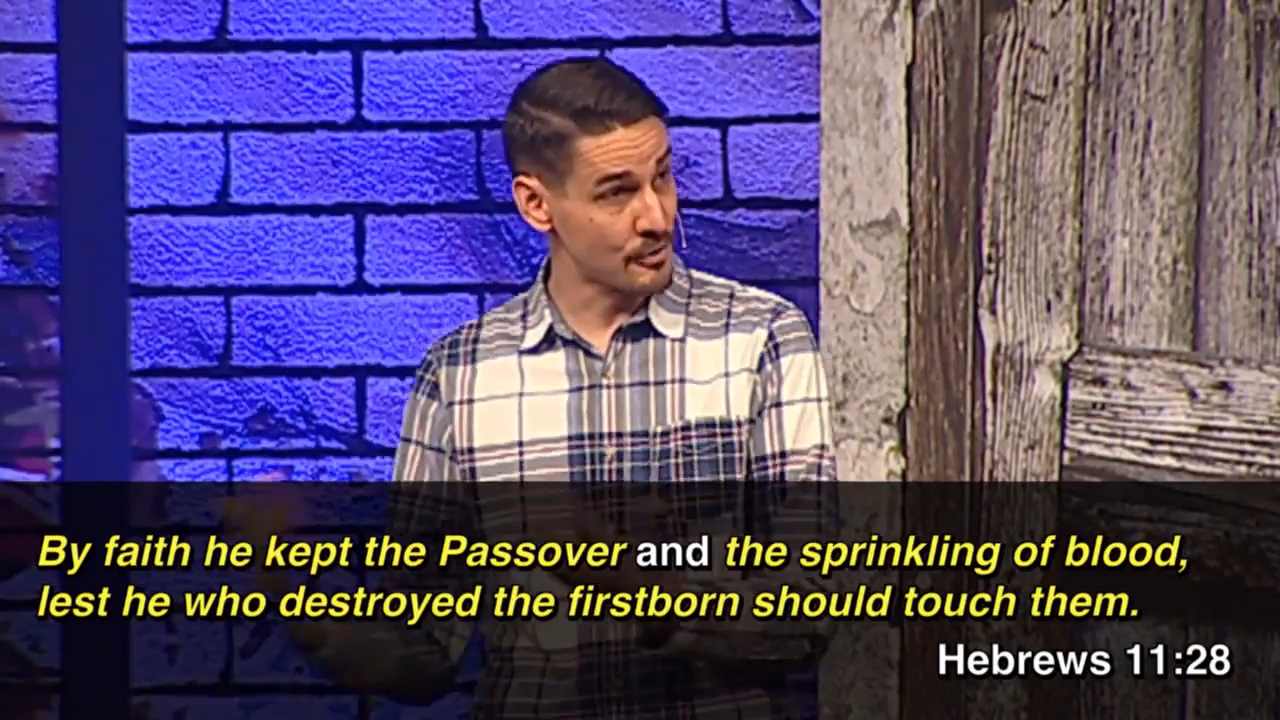 By faith he kept the Passover and the sprinkling of blood,
lest he who destroyed the firstborn should touch them.
Hebrews 11:28